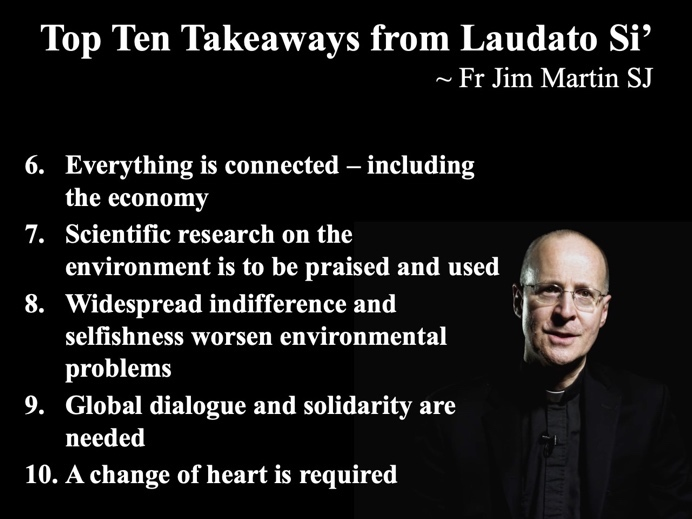 Top Ten Takeaways from Laudato Si’
~ Fr Jim Martin SJ
6. Everything is connected – including
the economy
7. Scientific research on the
environment is to be praised and used
8. Widespread indifference and
selfishness worsen environmental
problems
9. Global dialogue and solidarity are
needed
10. A change of heart is required